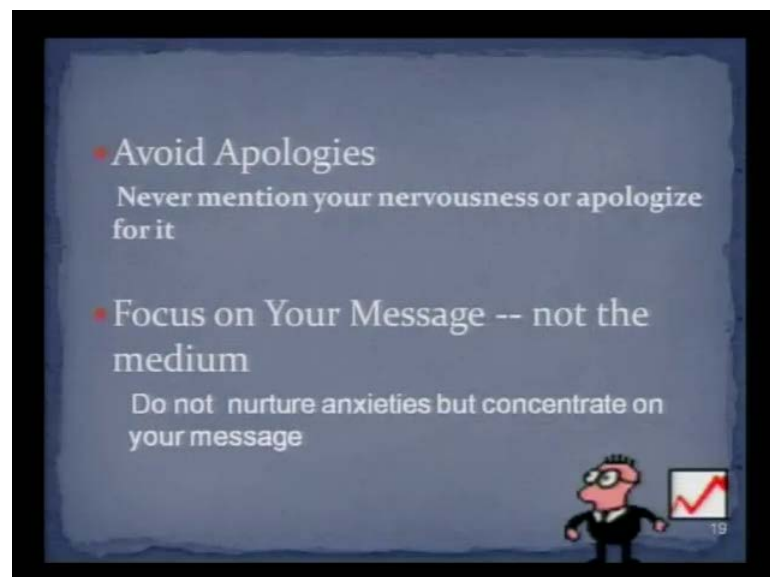 • Avoid Apologies
Never mention your nervousness or apologize
for it
• Focus on Your Message -- not the
medium
Do not nurture anxieties but concentrate on
your message
19